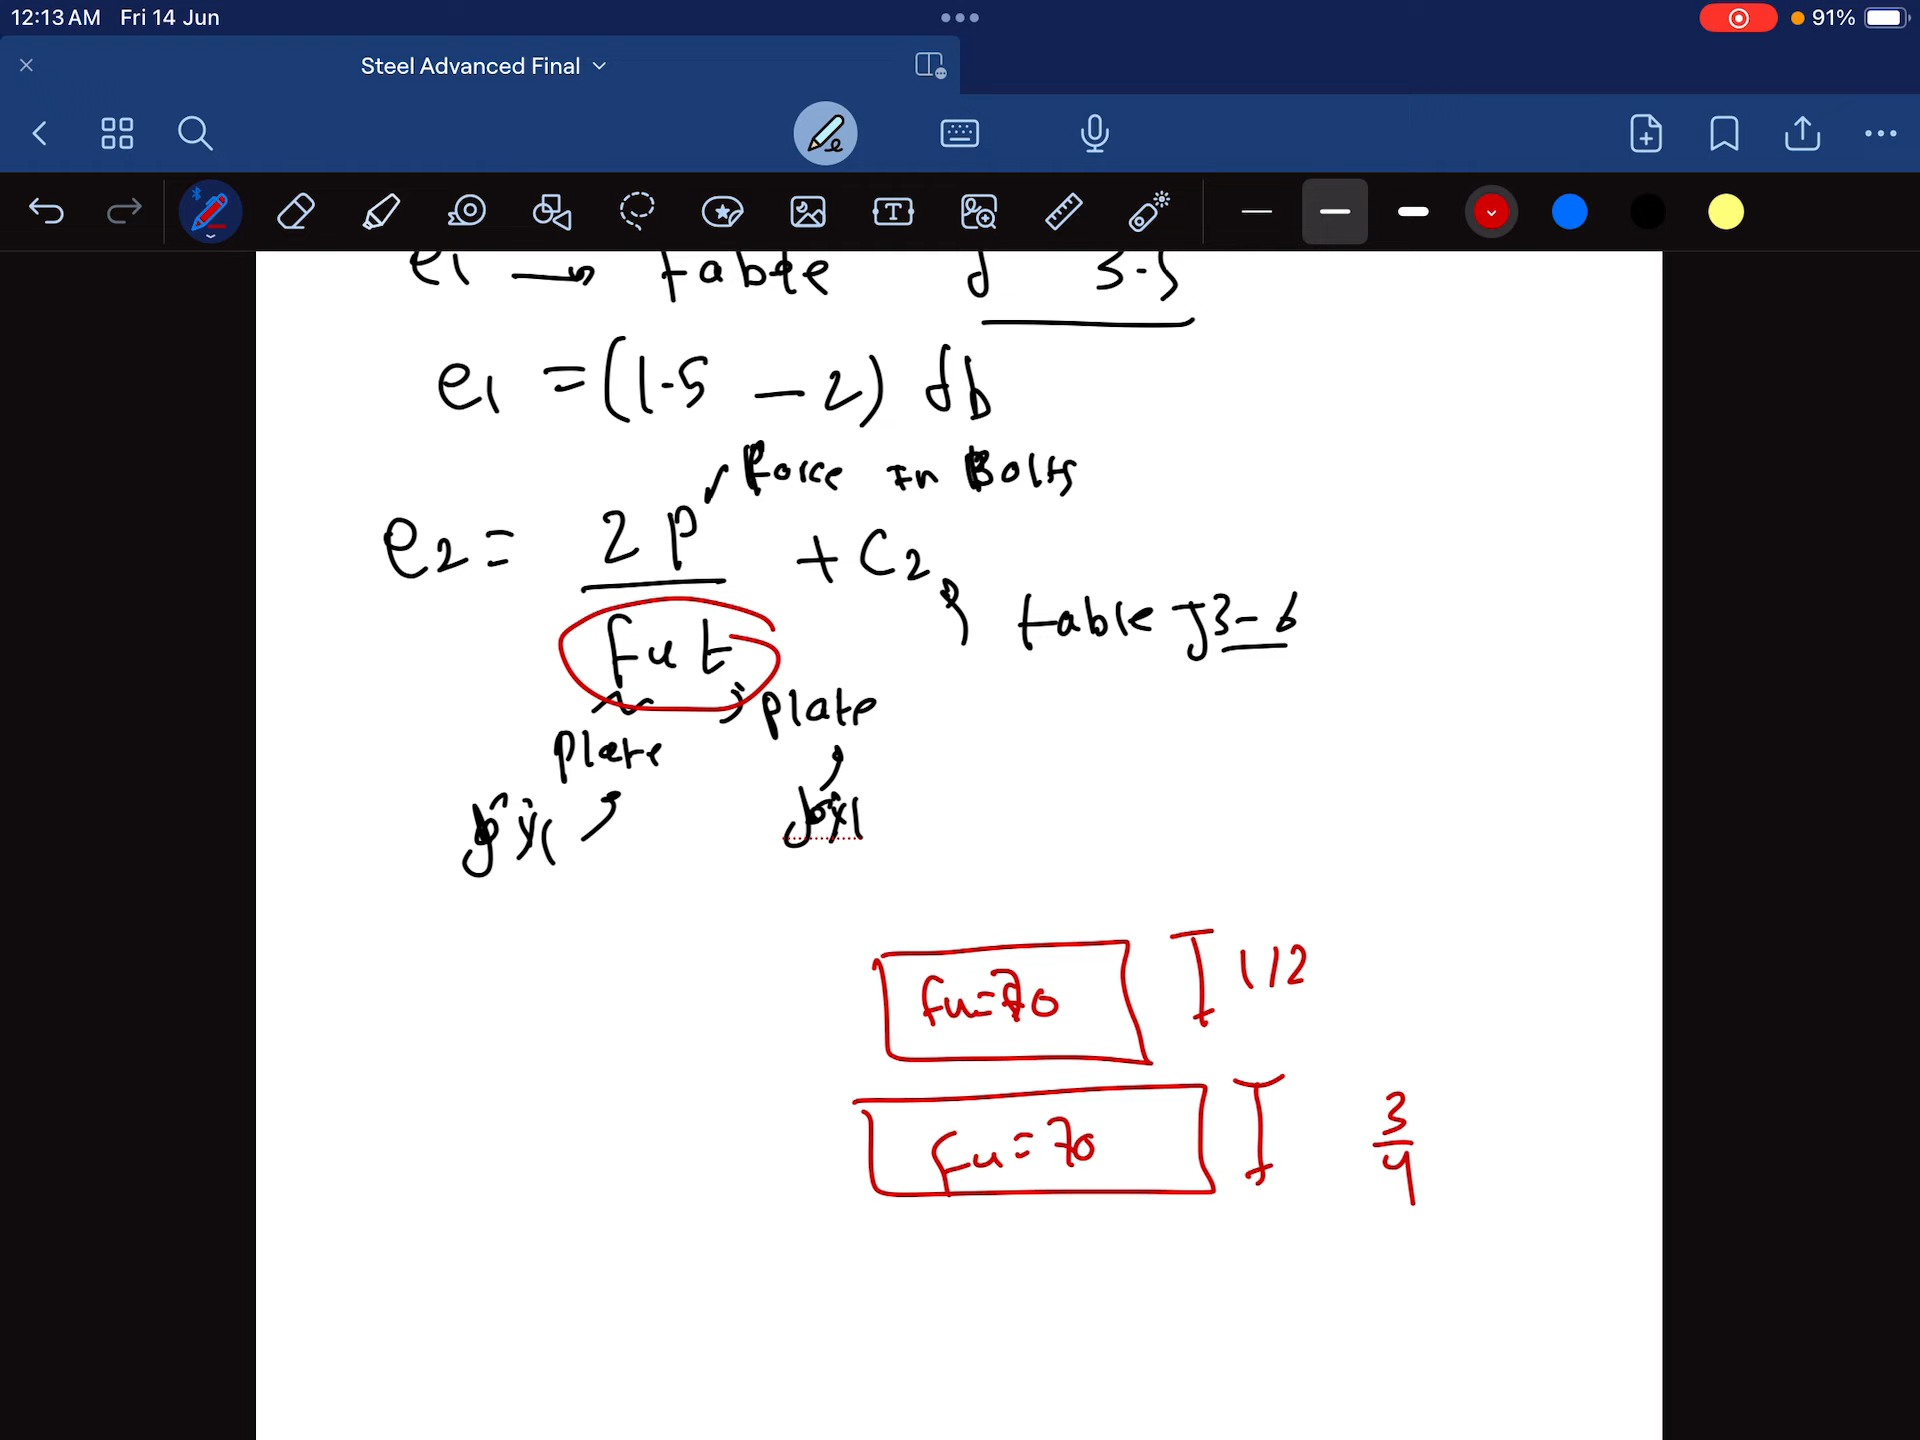 12:13 AM Fri 14 Jun
91%
Steel Advanced Final
e1 → table J 3-5
e1 = (1.5 - 2) db
Force in Bolts
e2 = 2P / Fu t + C2
table J3-6
plate
plate
الأقل
Fu=70
1/2
Fu=70
3/4